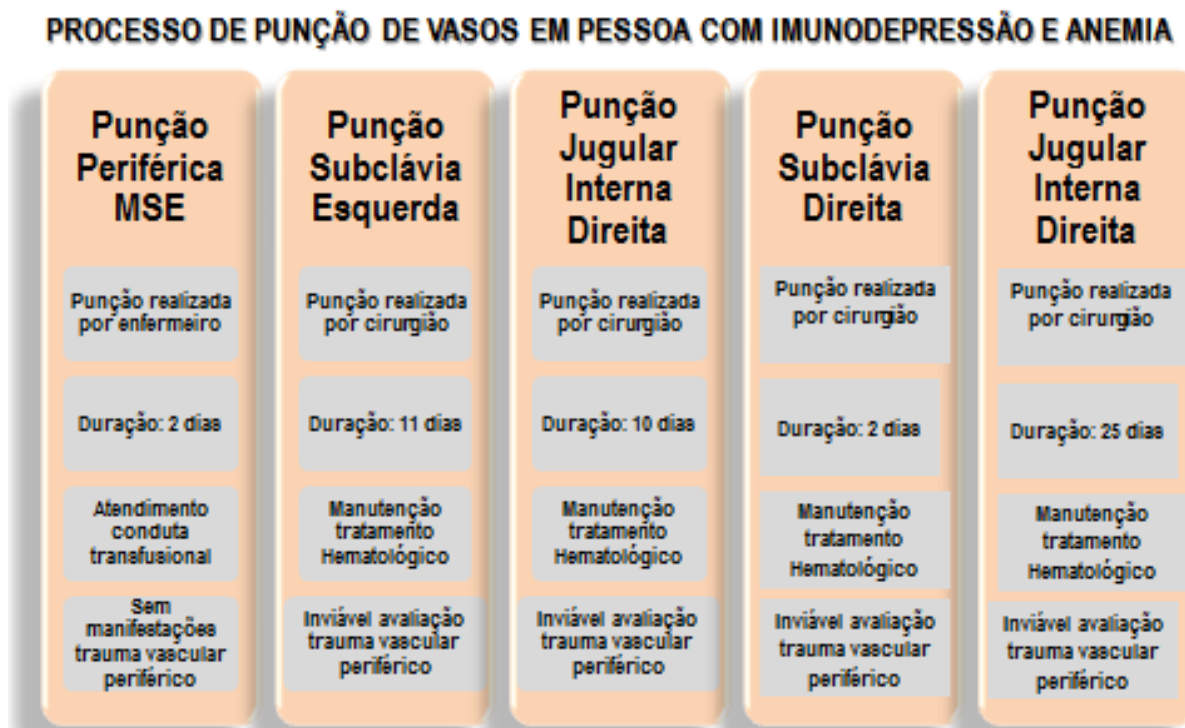 PROCESSO DE PUNÇÃO DE VASOS EM PESSOA COM IMUNODEPRESSÃO E ANEMIA
Punção
Periférica
MSE
Punção realizada
por enfermeiro
Duração: 2 dias
Atendimento
conduta
transfusional
Sem
manifestações
trauma vascular
periférico
Punção
Subclávia
Esquerda
Punção realizada
por cirurgião
Duração: 11 dias
Manutenção
tratamento
Hematológico
Inviável avaliação
trauma vascular
periférico
Punção
Jugular
Interna
Direita
Punção realizada
por cirurgião
Duração: 10 dias
Manutenção
tratamento
Hematológico
Inviável avaliação
trauma vascular
periférico
Punção
Subclávia
Direita
Punção realizada
por cirurgião
Duração: 2 dias
Manutenção
tratamento
Hematológico
Inviável avaliação
trauma vascular
periférico
Punção
Jugular
Interna
Direita
Punção realizada
por cirurgião
Duração: 25 dias
Manutenção
tratamento
Hematológico
Inviável avaliação
trauma vascular
periférico